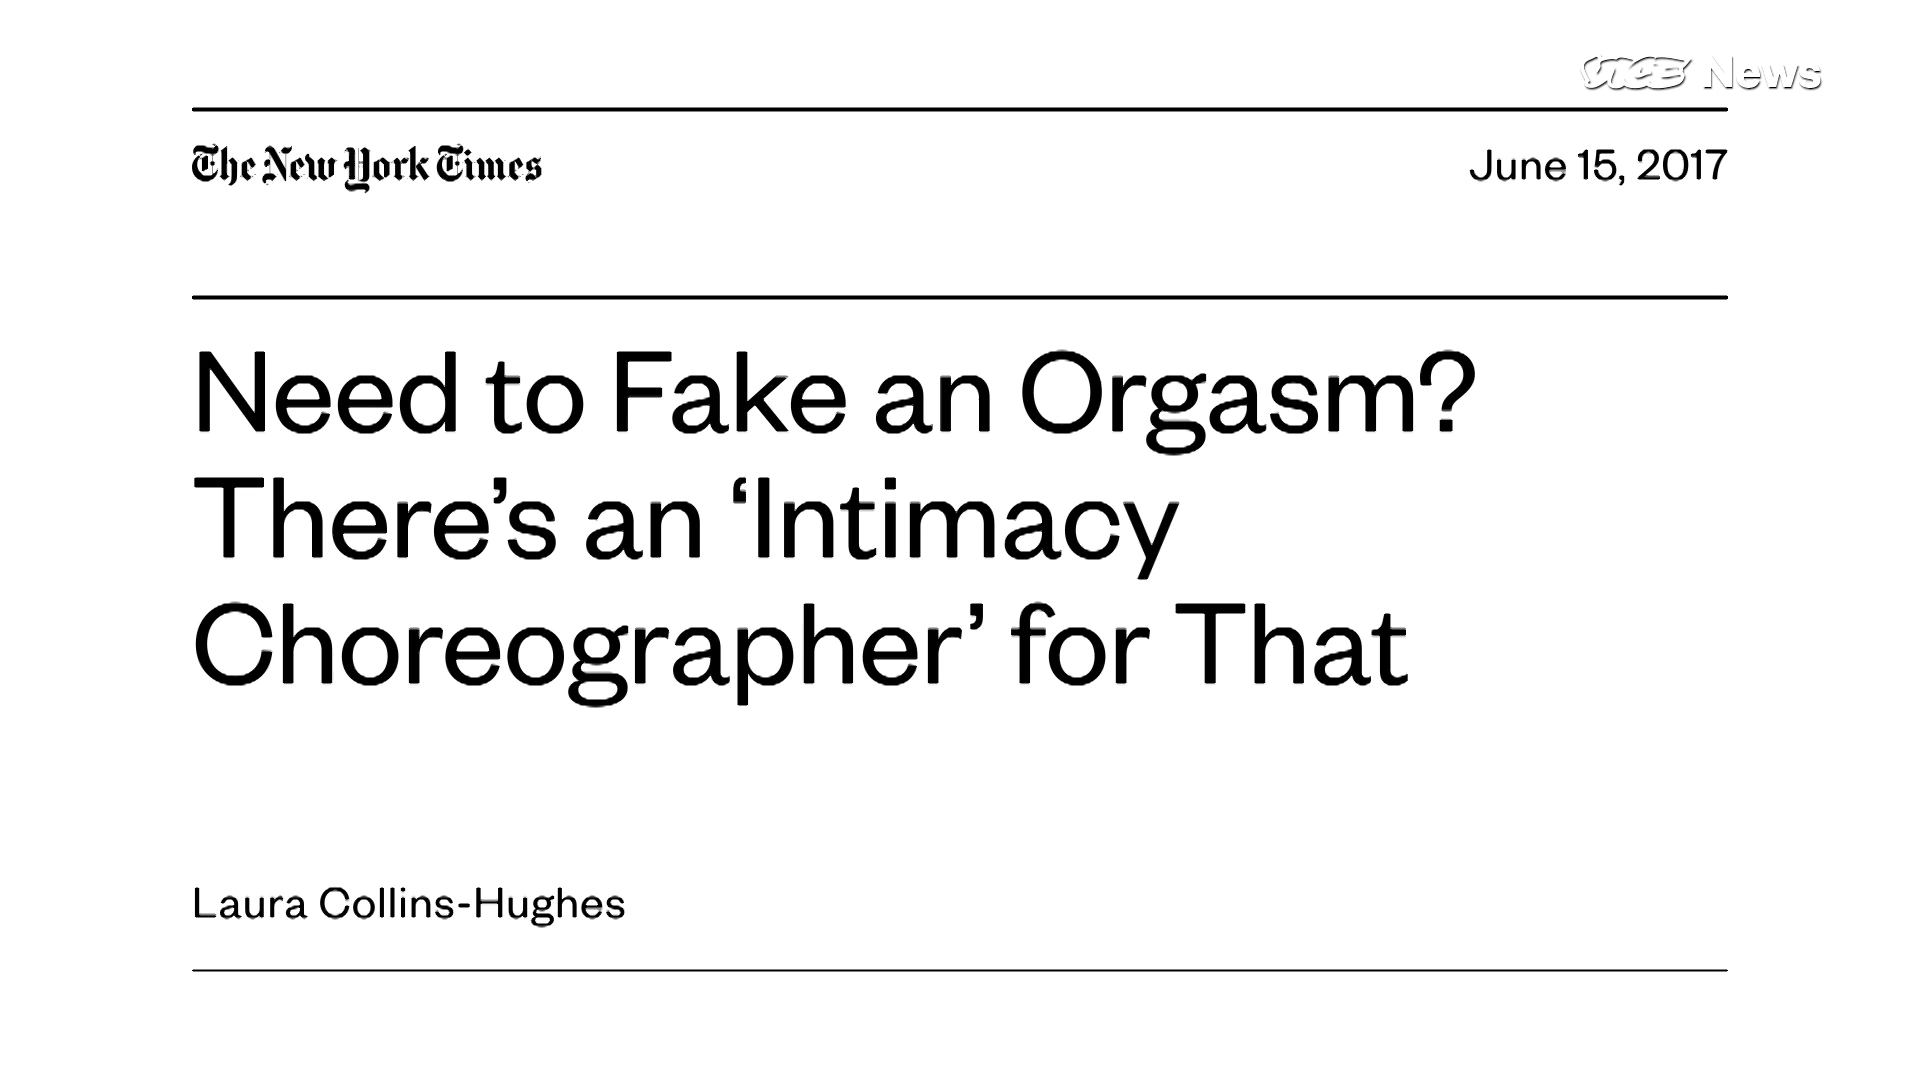 VICE News
The New York Times
June 15, 2017
Need to Fake an Orgasm?
There’s an ‘Intimacy
Choreographer’ for That
Laura Collins-Hughes